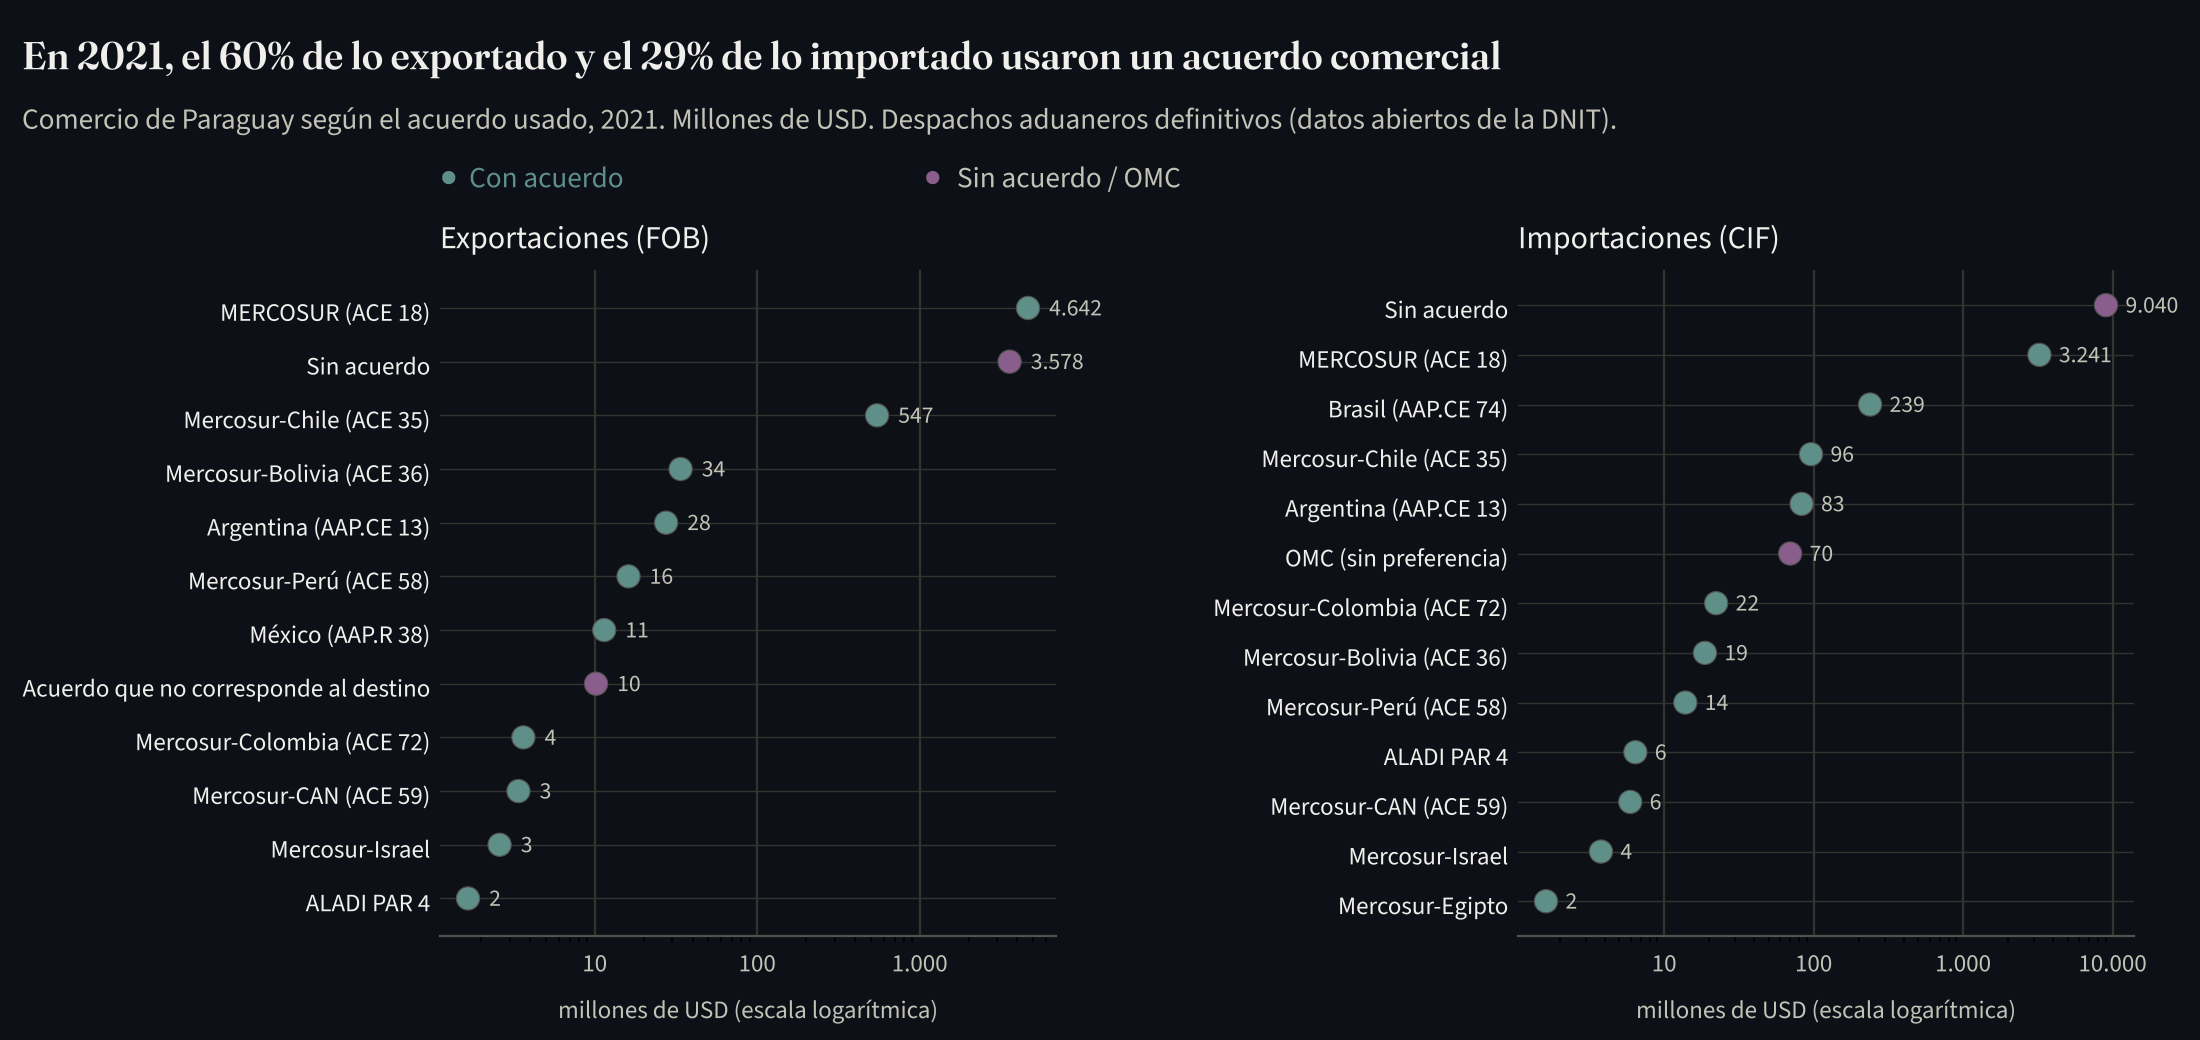 En 2021, el 60% de lo exportado y el 29% de lo importado usaron un acuerdo comercial
Comercio de Paraguay según el acuerdo usado, 2021. Millones de USD. Despachos aduaneros definitivos (datos abiertos de la DNIT).
Con acuerdo
Sin acuerdo / OMC
Exportaciones (FOB)
MERCOSUR (ACE 18) 4.642
Sin acuerdo 3.578
Mercosur-Chile (ACE 35) 547
Mercosur-Bolivia (ACE 36) 34
Argentina (AAP.CE 13) 28
Mercosur-Perú (ACE 58) 16
México (AAP.R 38) 11
Acuerdo que no corresponde al destino 10
Mercosur-Colombia (ACE 72) 4
Mercosur-CAN (ACE 59) 3
Mercosur-Israel 3
ALADI PAR 4 2
10 100 1.000
millones de USD (escala logarítmica)
Importaciones (CIF)
Sin acuerdo 9.040
MERCOSUR (ACE 18) 3.241
Brasil (AAP.CE 74) 239
Mercosur-Chile (ACE 35) 96
Argentina (AAP.CE 13) 83
OMC (sin preferencia) 70
Mercosur-Colombia (ACE 72) 22
Mercosur-Bolivia (ACE 36) 19
Mercosur-Perú (ACE 58) 14
ALADI PAR 4 6
Mercosur-CAN (ACE 59) 6
Mercosur-Israel 4
Mercosur-Egipto 2
10 100 1.000 10.000
millones de USD (escala logarítmica)